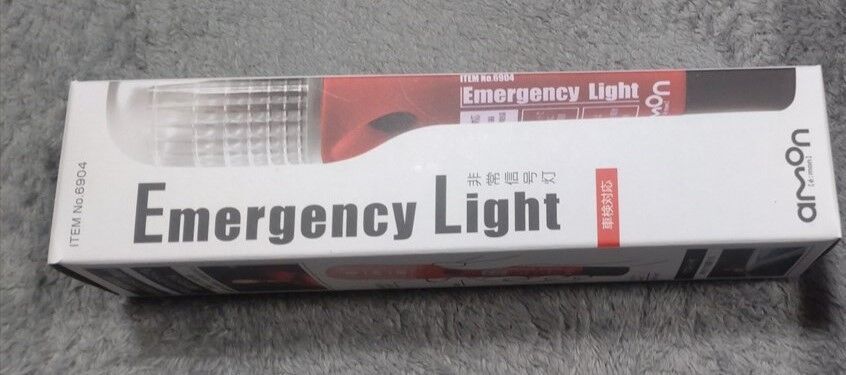 ITEM No.6904
Emergency Light
amon
ITEM No.6904
Emergency Light
非常信号灯
車検対応
amon